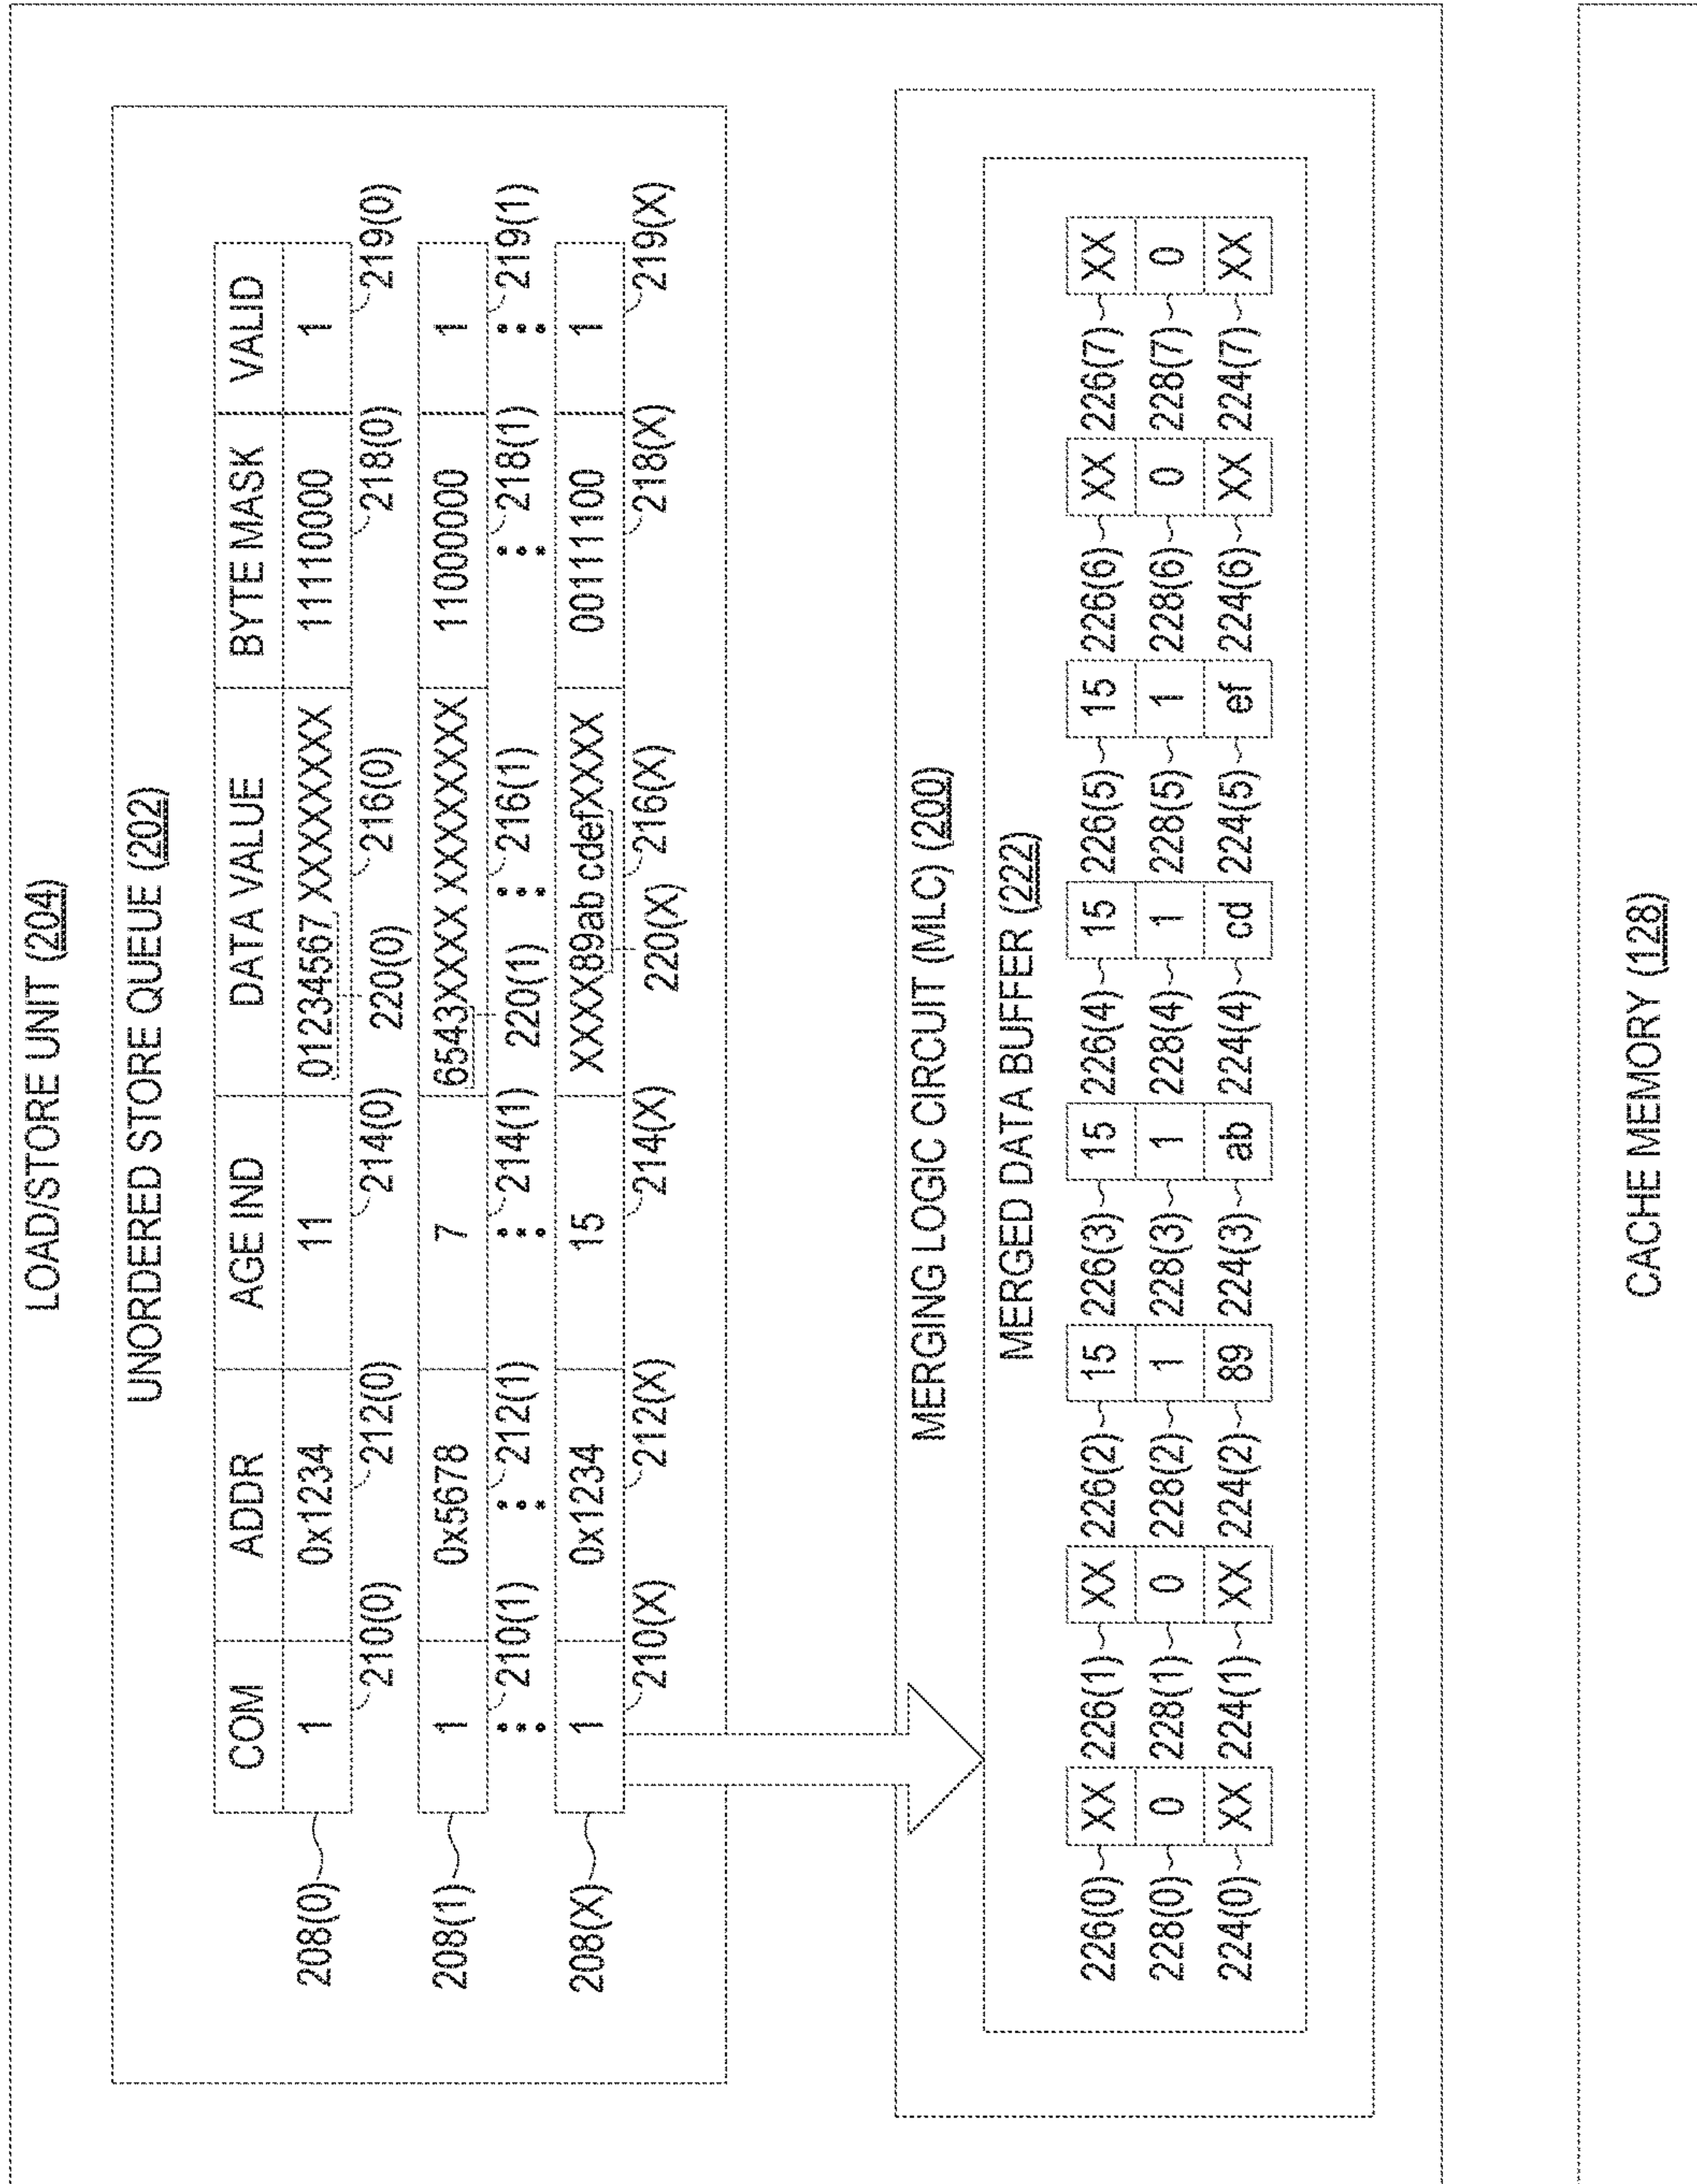 LOAD/STORE UNIT (204)
UNORDERED STORE QUEUE (202)
COM ADDR AGE IND DATA VALUE BYTE MASK VALID
208(0) 1 0x1234 11 01234567 XXXXXXXX 11110000 1
210(0) 212(0) 214(0) 220(0) 216(0) 218(0) 219(0)
208(1) 1 0x5678 7 6543XXXX XXXXXXXX 11000000 1
210(1) 212(1) 214(1) 220(1) 216(1) 218(1) 219(1)
208(X) 1 0x1234 15 XXXX89ab cdefXXXX 00111100 1
210(X) 212(X) 214(X) 220(X) 216(X) 218(X) 219(X)
MERGING LOGIC CIRCUIT (MLC) (200)
MERGED DATA BUFFER (222)
226(0) XX 226(1) XX 226(2) 15 226(3) 15 226(4) 15 226(5) 15 226(6) XX 226(7) XX
228(0) 0 228(1) 0 228(2) 1 228(3) 1 228(4) 1 228(5) 1 228(6) 0 228(7) 0
224(0) XX 224(1) XX 224(2) 89 224(3) ab 224(4) cd 224(5) ef 224(6) XX 224(7) XX
CACHE MEMORY (128)